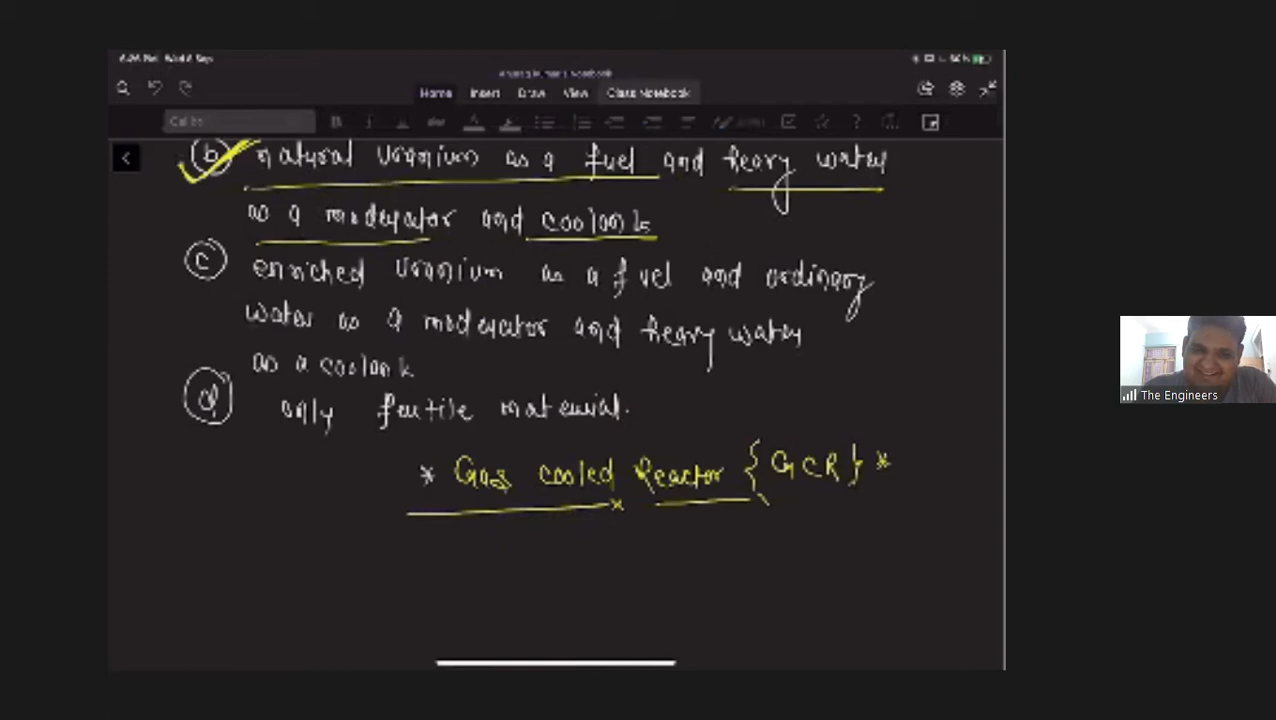 Home Insert Draw View Class Notebook
(b) natural Uranium as a fuel and heavy water
as a moderator and coolant
(c) enriched Uranium as a fuel and ordinary
water as a moderator and heavy water
as a coolant
(d) only fertile material.
* Gas cooled Reactor {GCR} *
The Engineers